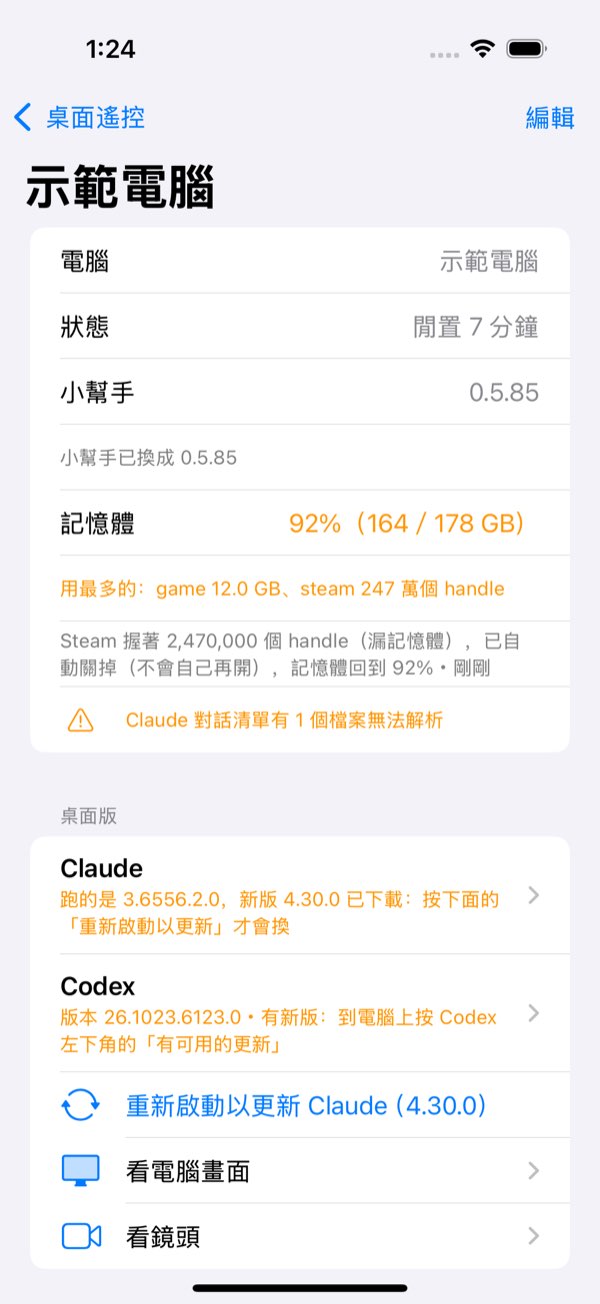 1:24
桌面遙控
編輯
示範電腦
電腦
示範電腦
狀態
閒置 7 分鐘
小幫手
0.5.85
小幫手已換成 0.5.85
記憶體
92%（164 / 178 GB）
用最多的：game 12.0 GB、steam 247 萬個 handle
Steam 握著 2,470,000 個 handle（漏記憶體），已自
動關掉（不會自己再開），記憶體回到 92%・剛剛
Claude 對話清單有 1 個檔案無法解析
桌面版
Claude
跑的是 3.6556.2.0，新版 4.30.0 已下載：按下面的
「重新啟動以更新」才會換
Codex
版本 26.1023.6123.0・有新版：到電腦上按 Codex
左下角的「有可用的更新」
重新啟動以更新 Claude (4.30.0)
看電腦畫面
看鏡頭